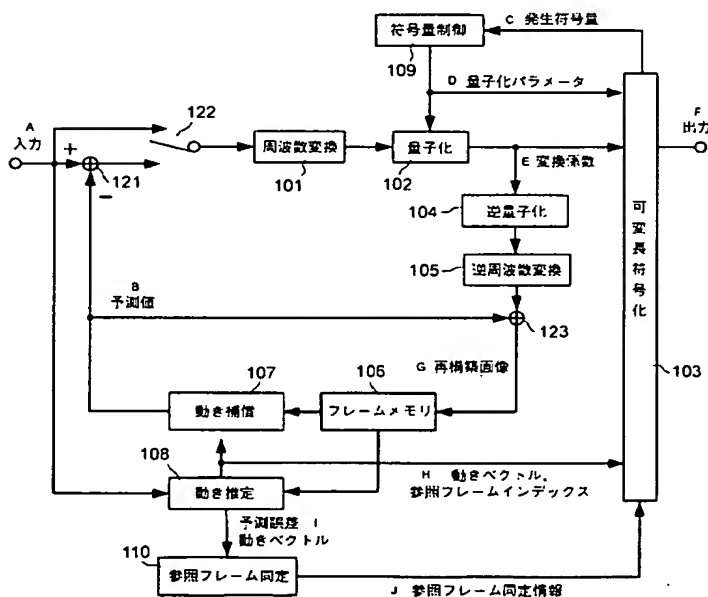 C 発生符号量
符号量制御
109
D 量子化パラメータ
A
入力
122
F
出力
+
121
−
周波数変換
101
量子化
102
E 変換係数
104
逆量子化
105
逆周波数変換
可変長符号化
103
B
予測値
123
G 再構築画像
107
動き補償
106
フレームメモリ
108
動き推定
H 動きベクトル,
参照フレームインデックス
予測誤差 I
動きベクトル
110
参照フレーム同定
J 参照フレーム同定情報